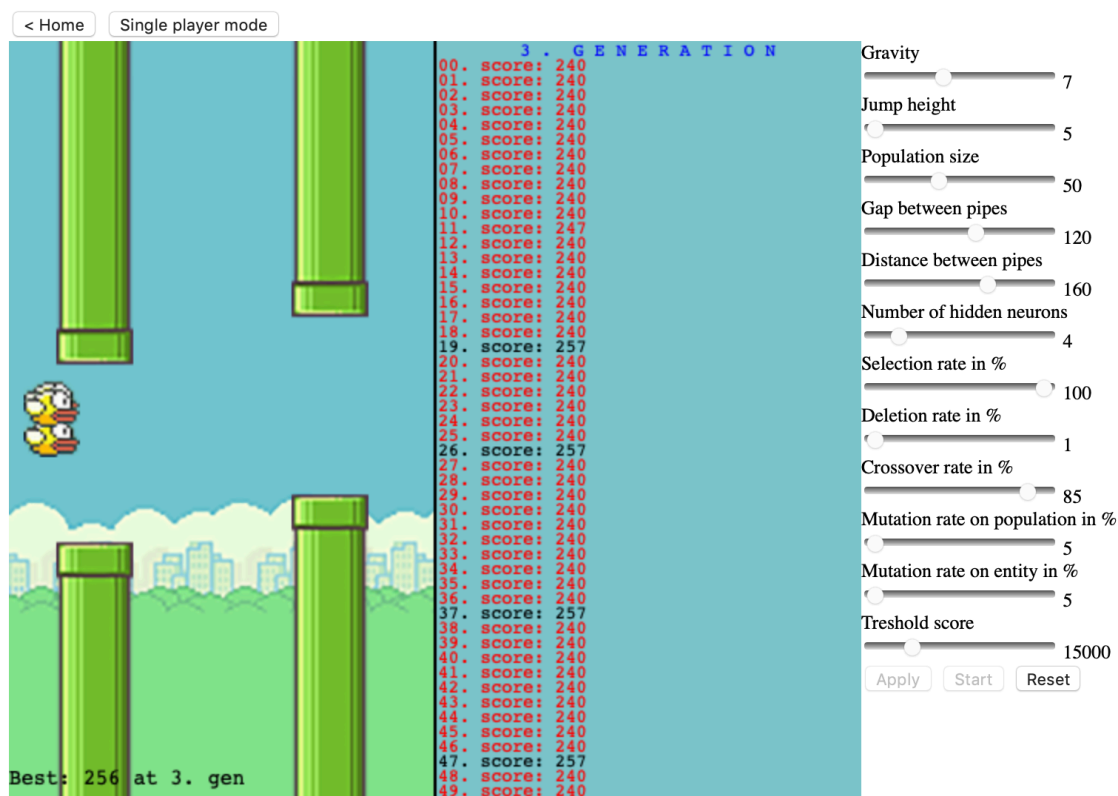 < Home
Single player mode
3. GENERATION
00. score: 240
01. score: 240
02. score: 240
03. score: 240
04. score: 240
05. score: 240
06. score: 240
07. score: 240
08. score: 240
09. score: 240
10. score: 240
11. score: 247
12. score: 240
13. score: 240
14. score: 240
15. score: 240
16. score: 240
17. score: 240
18. score: 240
19. score: 257
20. score: 240
21. score: 240
22. score: 240
23. score: 240
24. score: 240
25. score: 240
26. score: 257
27. score: 240
28. score: 240
29. score: 240
30. score: 240
31. score: 240
32. score: 240
33. score: 240
34. score: 240
35. score: 240
36. score: 240
37. score: 257
38. score: 240
39. score: 240
40. score: 240
41. score: 240
42. score: 240
43. score: 240
44. score: 240
45. score: 240
46. score: 240
47. score: 257
48. score: 240
49. score: 240
Best: 256 at 3. gen
Gravity
7
Jump height
5
Population size
50
Gap between pipes
120
Distance between pipes
160
Number of hidden neurons
4
Selection rate in %
100
Deletion rate in %
1
Crossover rate in %
85
Mutation rate on population in %
5
Mutation rate on entity in %
5
Treshold score
15000
Apply
Start
Reset